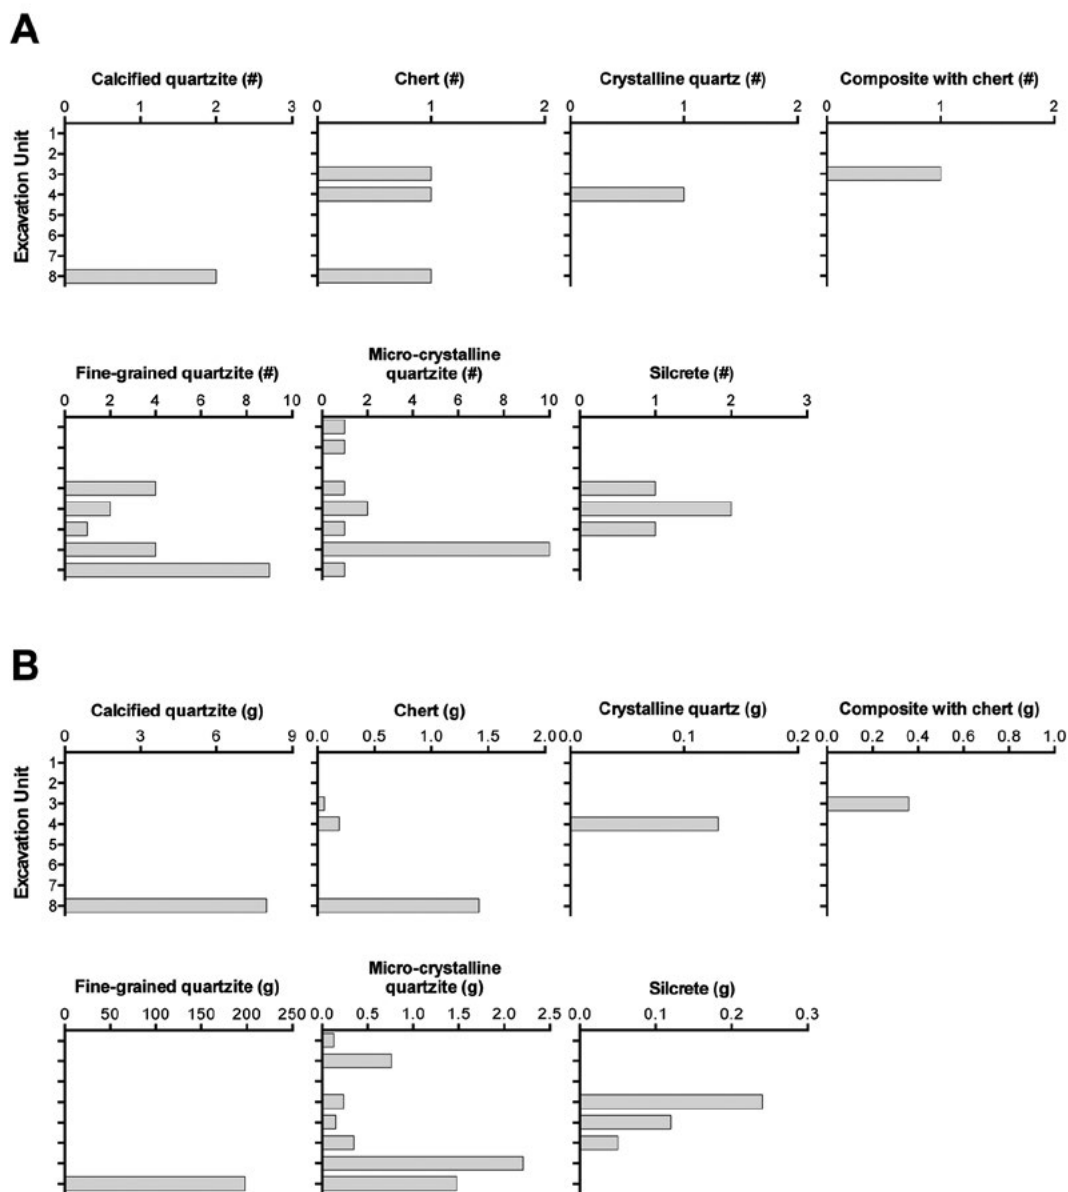 A
Calcified quartzite (#) Chert (#) Crystalline quartz (#) Composite with chert (#)
0 1 2 3 0 1 2 0 1 2 0 1 2
Excavation Unit
1
2
3
4
5
6
7
8
Micro-crystalline
Fine-grained quartzite (#) quartzite (#) Silcrete (#)
0 2 4 6 8 10 0 2 4 6 8 10 0 1 2 3
B
Calcified quartzite (g) Chert (g) Crystalline quartz (g) Composite with chert (g)
0 3 6 9 0.0 0.5 1.0 1.5 2.0 0.0 0.1 0.2 0.0 0.2 0.4 0.6 0.8 1.0
Excavation Unit
1
2
3
4
5
6
7
8
Micro-crystalline
Fine-grained quartzite (g) quartzite (g) Silcrete (g)
0 50 100 150 200 250 0.0 0.5 1.0 1.5 2.0 2.5 0.0 0.1 0.2 0.3